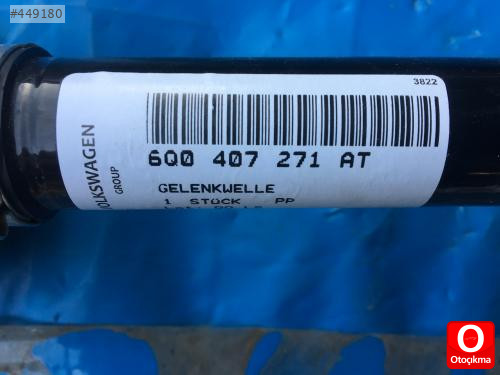 #449180
3822
6Q0 407 271 AT
GELENKWELLE
1 STÜCK PP
VOLKSWAGEN
GROUP
O
Otoçıkma